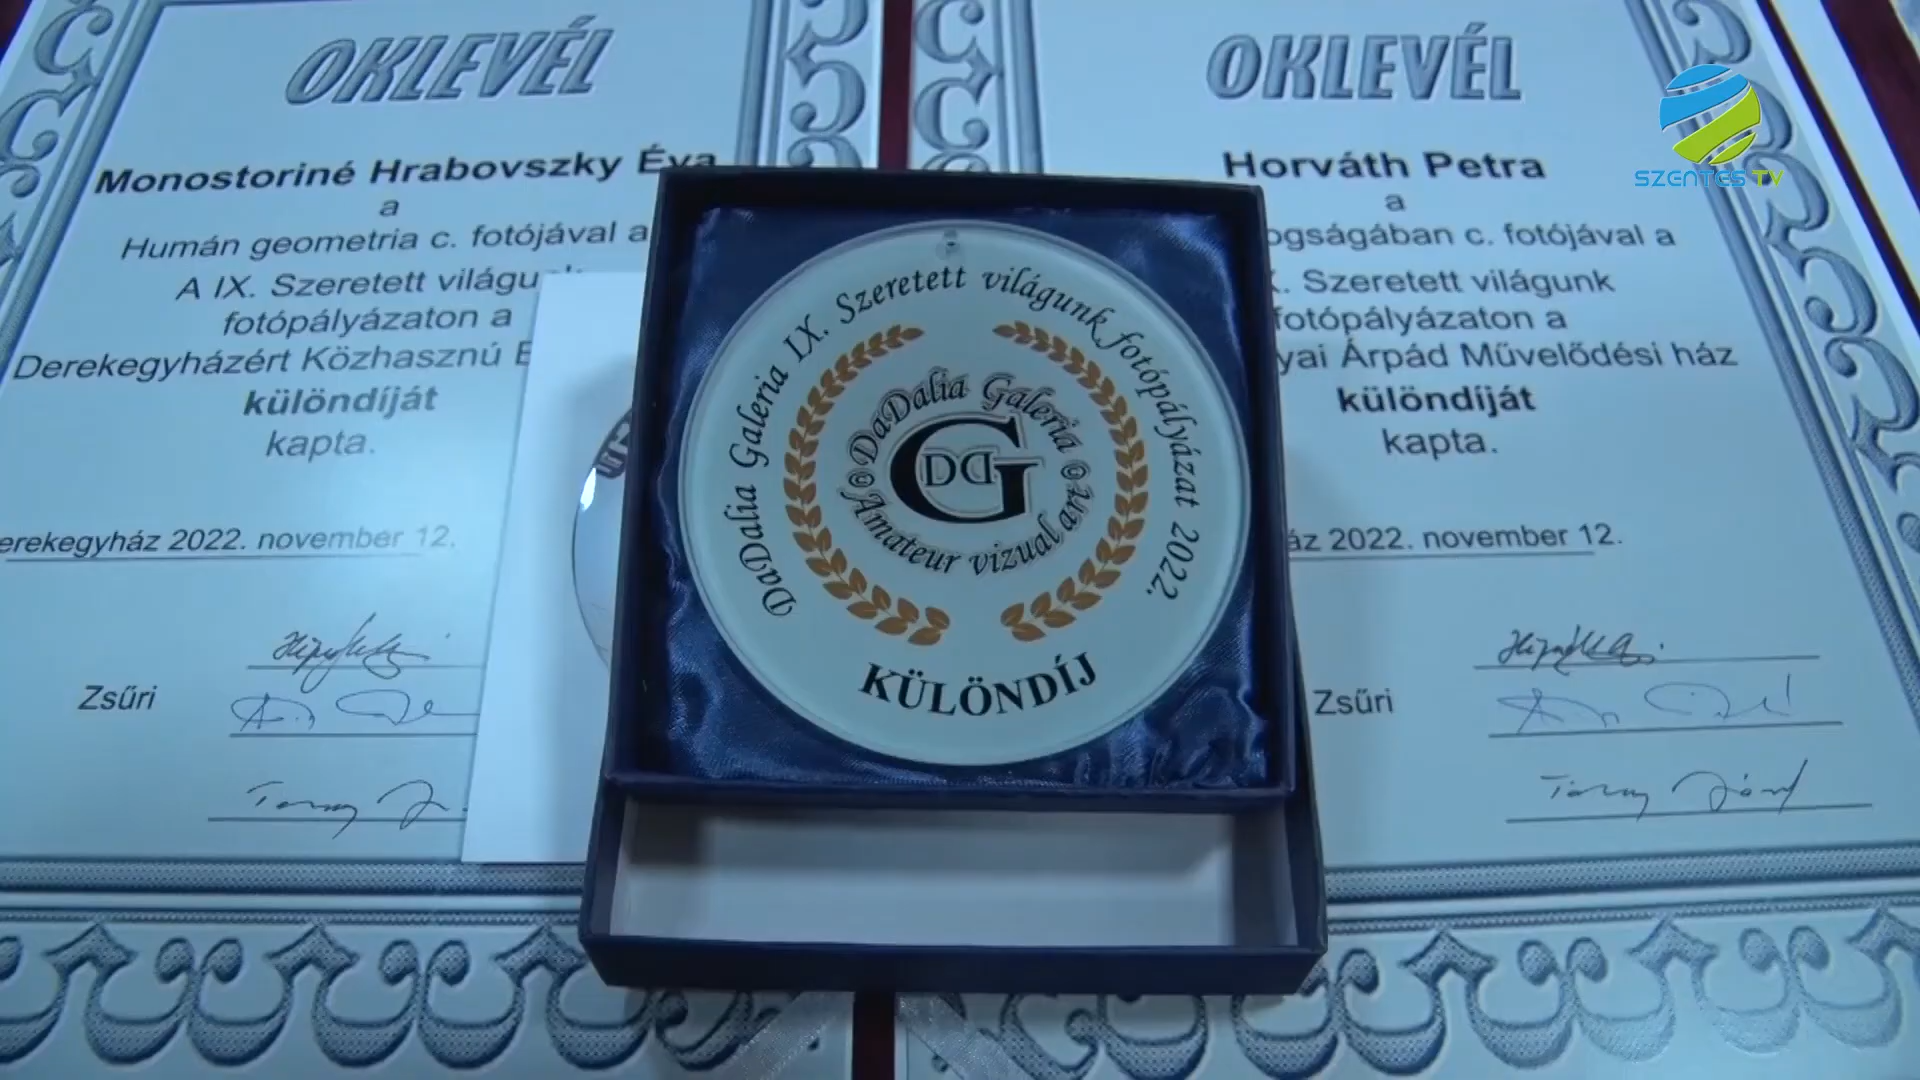 OKLEVÉL
Monostoriné Hrabovszky Éva
a
Humán geometria c. fotójával a
A IX. Szeretett
fotópályázaton a
Derekegyházért Közhasznú
különdíját
kapta.
2022. november 12.
Zsűri
DaDalia Galeria IX. Szeretett világunk fotópályázat 2022.
DaDalia Galeria
GDD
©Amateur vizual art©
KÜLÖNDÍJ
OKLEVÉL
Horváth Petra
a
c. fotójával a
Szeretett világunk
fotópályázaton a
Árpád Művelődési ház
különdíját
kapta.
2022. november 12.
Zsűri
SZENTES TV